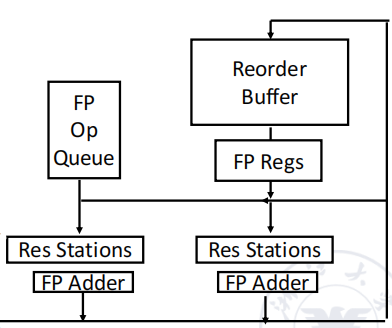 Reorder
Buffer
FP
Op
Queue
FP Regs
Res Stations
Res Stations
FP Adder
FP Adder